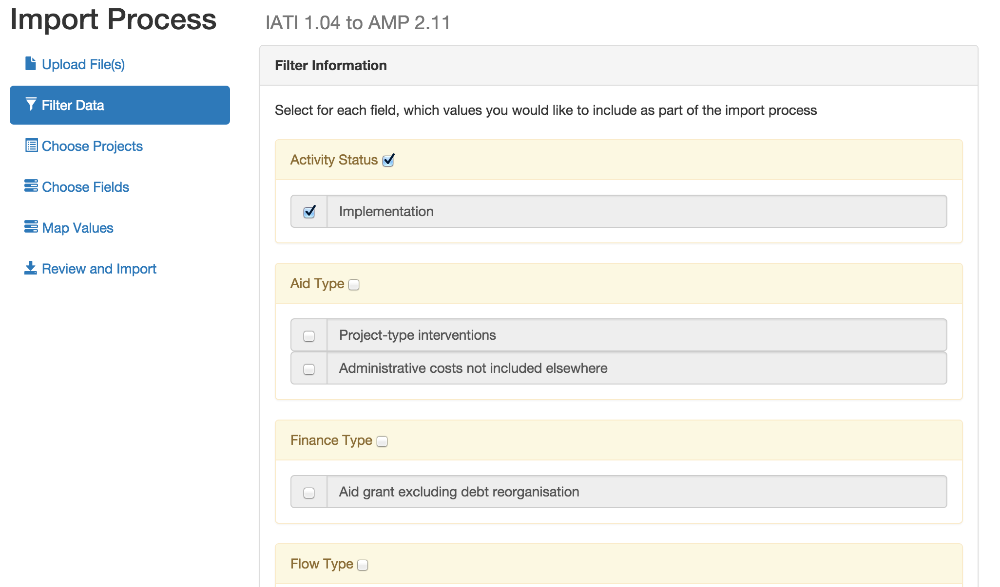 Import Process
Upload File(s)
Filter Data
Choose Projects
Choose Fields
Map Values
Review and Import
IATI 1.04 to AMP 2.11
Filter Information
Select for each field, which values you would like to include as part of the import process
Activity Status
Implementation
Aid Type
Project-type interventions
Administrative costs not included elsewhere
Finance Type
Aid grant excluding debt reorganisation
Flow Type